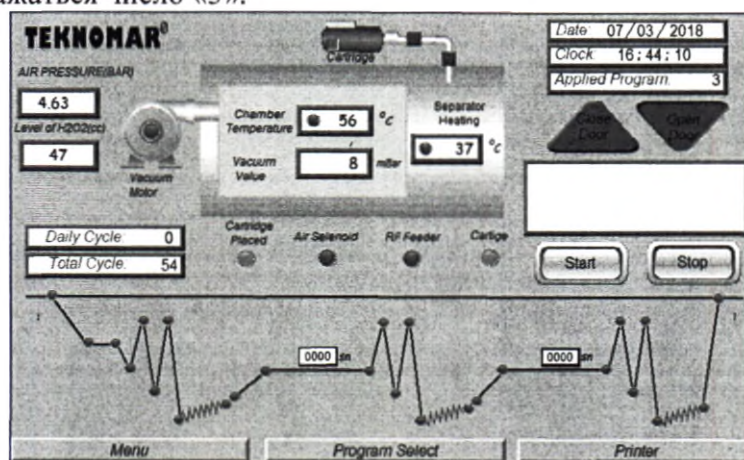 число «3».
TEKNOMAR®
Cartridge
Date: 07/03/2018
Clock: 16:44:10
Applied Program: 3
AIR PRESSURE(BAR)
4.63
Level of H2O2(cc)
47
Vacuum
Motor
Chamber
Temperature
56 °C
Vacuum
Value
8 mBar
Separator
Heating
37 °C
Close
Door
Open
Door
Daily Cycle: 0
Total Cycle: 54
Cartridge
Placed
Air Selenoid
RF Feeder
Cartige
Start
Stop
0000 sn
0000 sn
Menu
Program Select
Printer